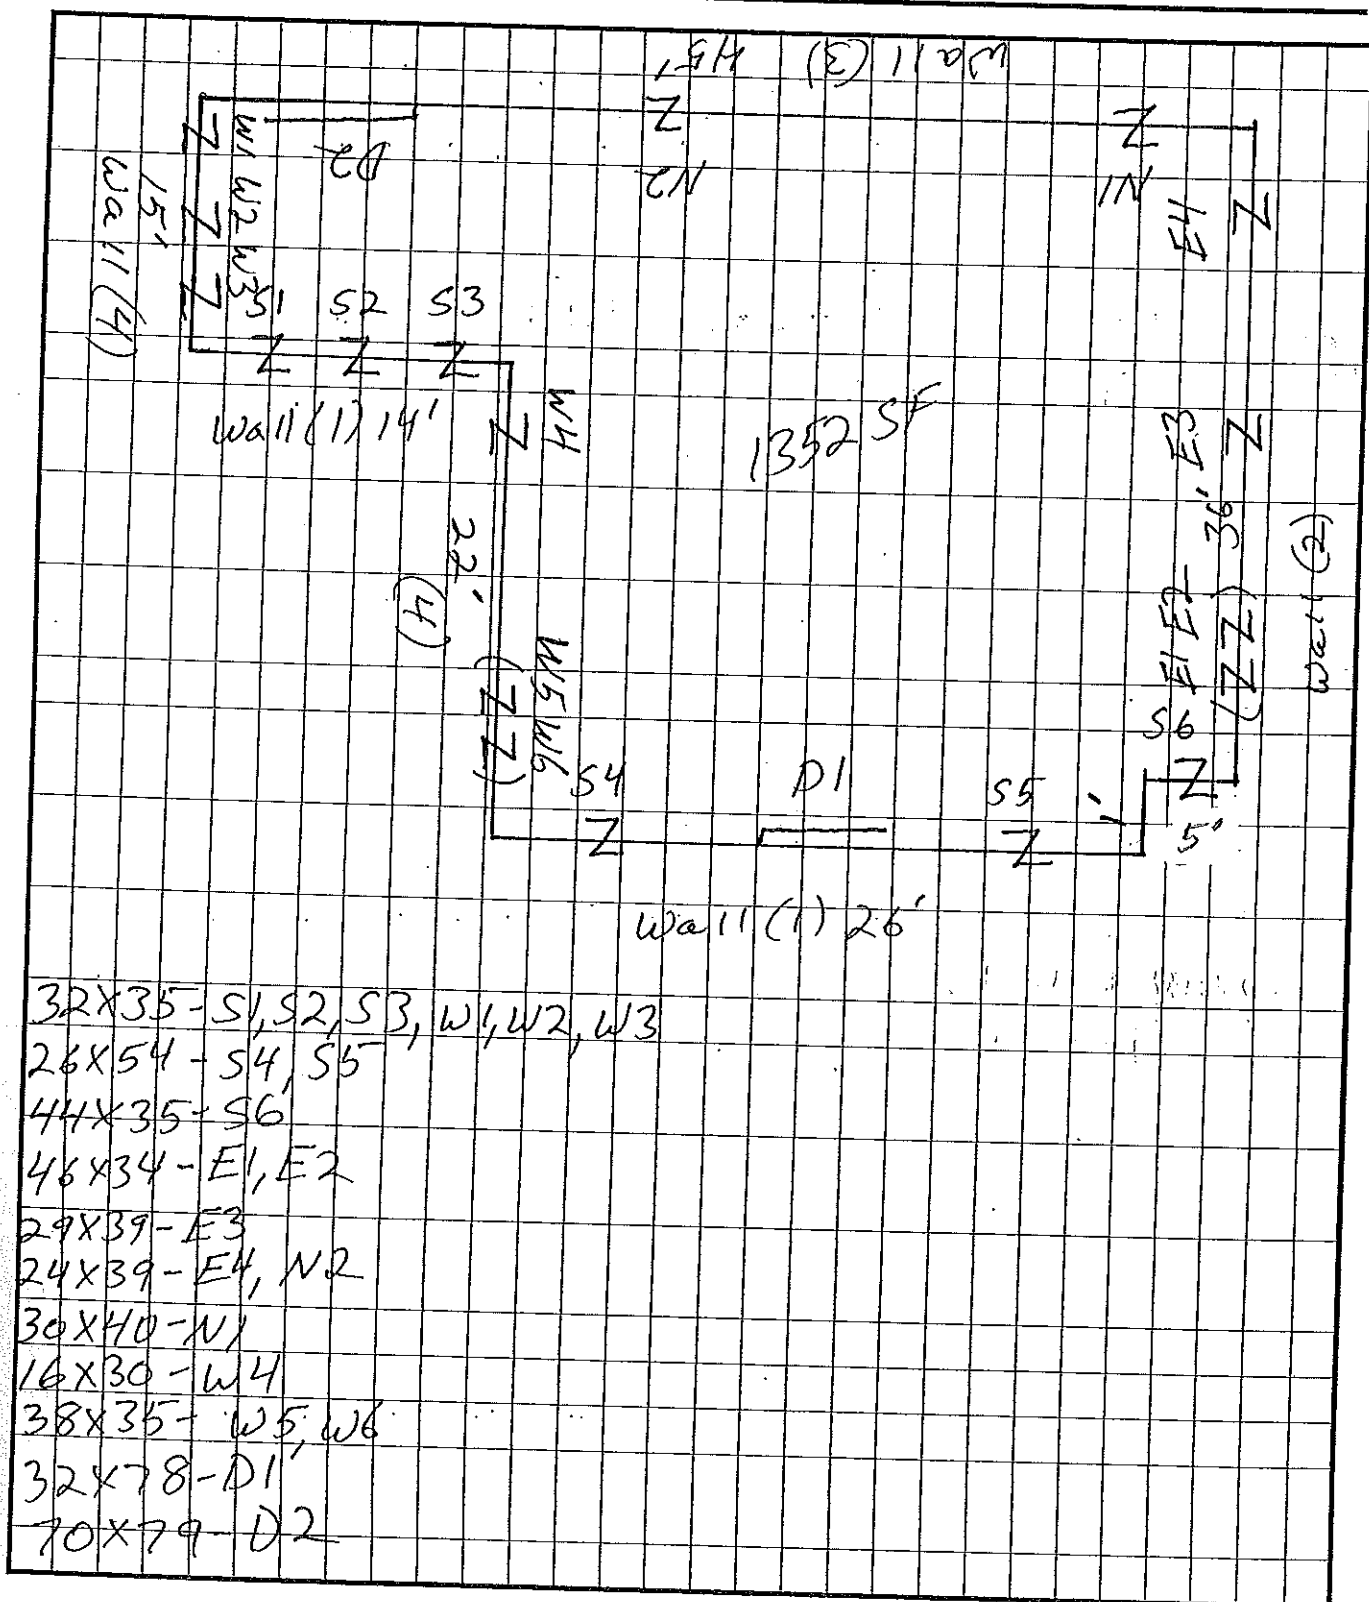 Wall (3) 45'
D2
N2
N1
E4
W1 W2 W3
15'
Wall (4)
S1 S2 S3
Wall (1) 14'
W4
22'
(4)
W5 W6
1352 SF
E3
36'
E1 E2
Wall (2)
S6
5'
S4
D1
S5
1'
Wall (1) 26'
32X35-S1,S2,S3,W1,W2,W3
26X54-S4,S5
44X35-S6
46X34-E1,E2
29X39-E3
24X39-E4,N2
30X40-N1
16X30-W4
38X35-W5,W6
32X78-D1
70X79-D2